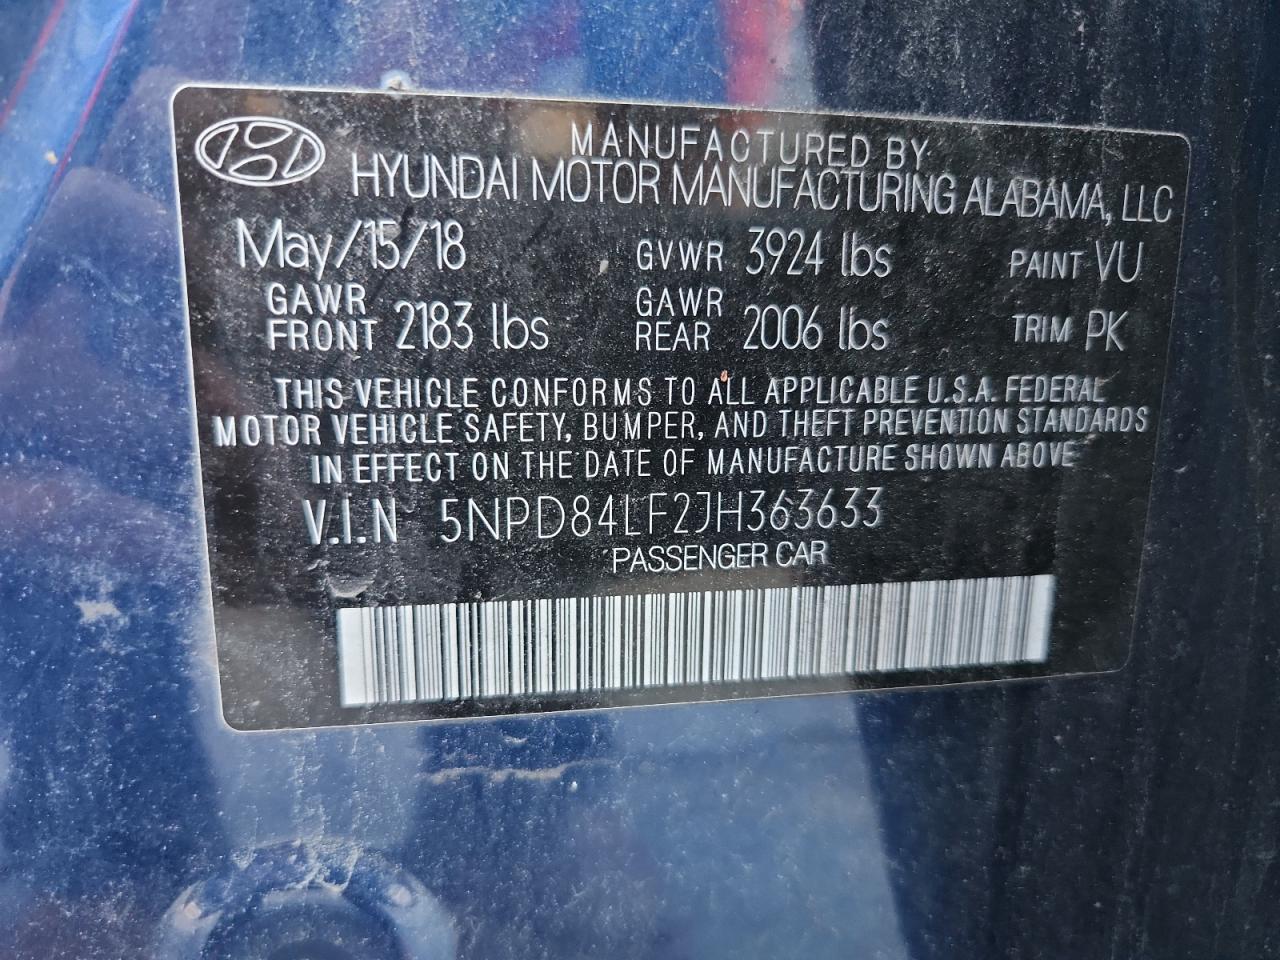 MANUFACTURED BY
HYUNDAI MOTOR MANUFACTURING ALABAMA, LLC
May/15/18 GVWR 3924 lbs PAINT VU
GAWR FRONT 2183 lbs GAWR REAR 2006 lbs TRIM PK
THIS VEHICLE CONFORMS TO ALL APPLICABLE U.S.A. FEDERAL
MOTOR VEHICLE SAFETY, BUMPER, AND THEFT PREVENTION STANDARDS
IN EFFECT ON THE DATE OF MANUFACTURE SHOWN ABOVE
V.I.N 5NPD84LF2JH363633
PASSENGER CAR